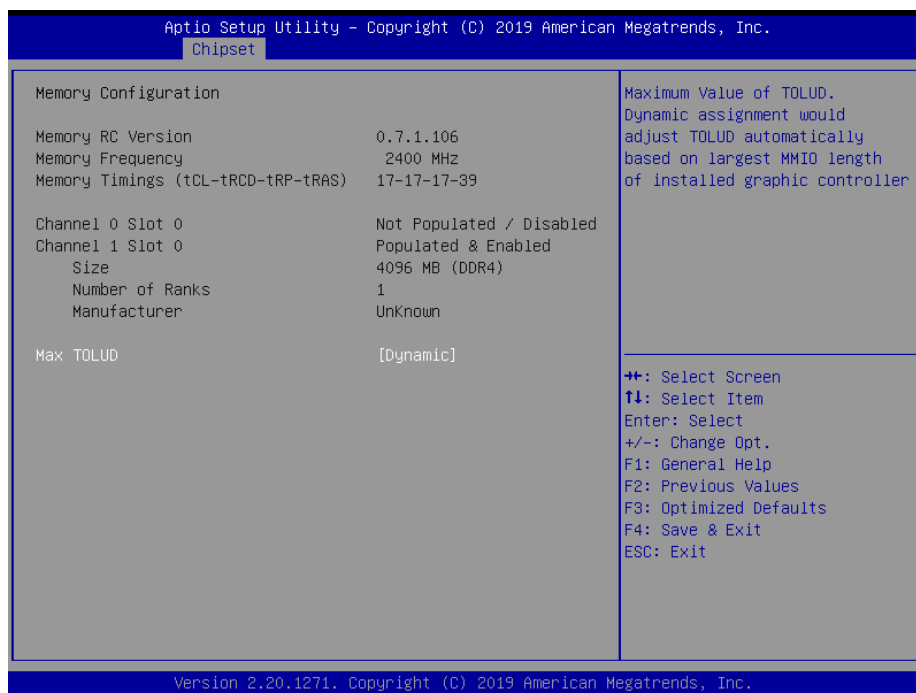 Aptio Setup Utility – Copyright (C) 2019 American Megatrends, Inc.
Chipset
Memory Configuration
Memory RC Version 0.7.1.106
Memory Frequency 2400 MHz
Memory Timings (tCL-tRCD-tRP-tRAS) 17-17-17-39
Channel 0 Slot 0 Not Populated / Disabled
Channel 1 Slot 0 Populated & Enabled
Size 4096 MB (DDR4)
Number of Ranks 1
Manufacturer UnKnown
Max TOLUD [Dynamic]
Maximum Value of TOLUD.
Dynamic assignment would
adjust TOLUD automatically
based on largest MMIO length
of installed graphic controller
→←: Select Screen
↑↓: Select Item
Enter: Select
+/-: Change Opt.
F1: General Help
F2: Previous Values
F3: Optimized Defaults
F4: Save & Exit
ESC: Exit
Version 2.20.1271. Copyright (C) 2019 American Megatrends, Inc.